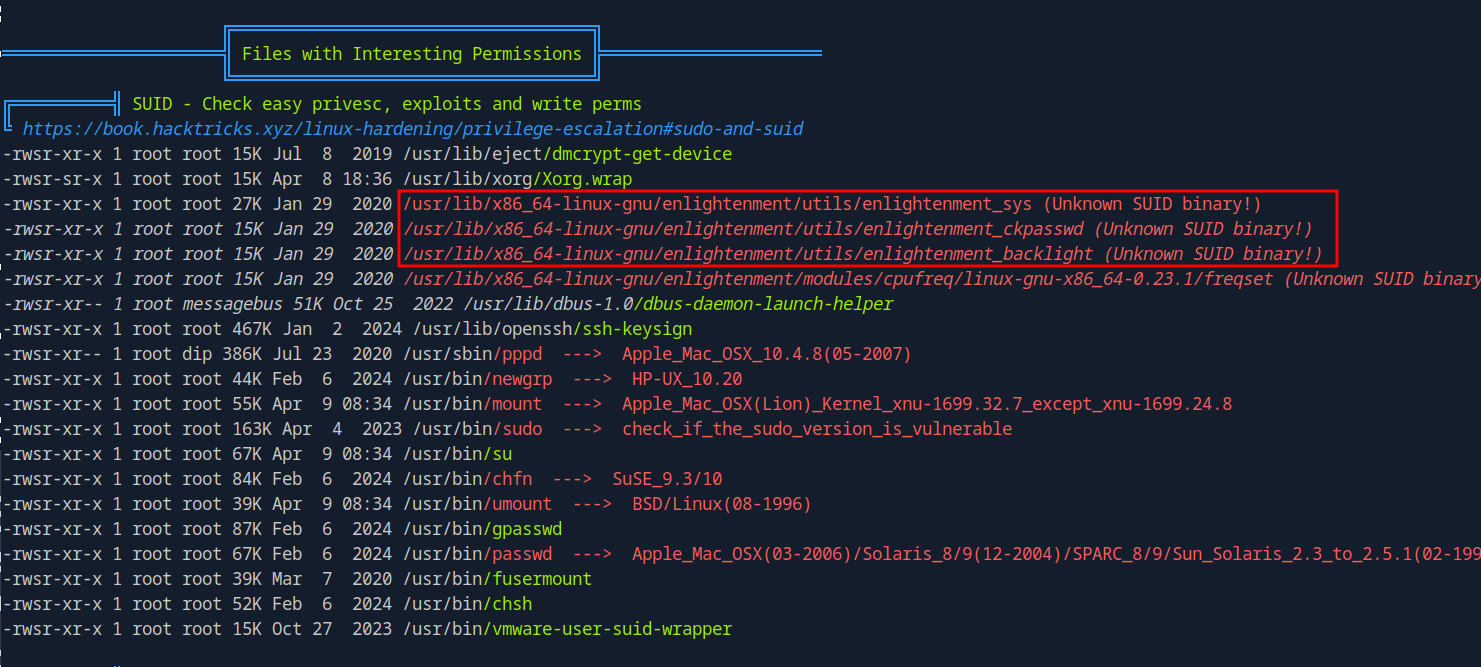 Files with Interesting Permissions
SUID - Check easy privesc, exploits and write perms
https://book.hacktricks.xyz/linux-hardening/privilege-escalation#sudo-and-suid
-rwsr-xr-x 1 root root 15K Jul  8  2019 /usr/lib/eject/dmcrypt-get-device
-rwsr-sr-x 1 root root 15K Apr  8 18:36 /usr/lib/xorg/Xorg.wrap
-rwsr-xr-x 1 root root 27K Jan 29  2020 /usr/lib/x86_64-linux-gnu/enlightenment/utils/enlightenment_sys (Unknown SUID binary!)
-rwsr-xr-x 1 root root 15K Jan 29  2020 /usr/lib/x86_64-linux-gnu/enlightenment/utils/enlightenment_ckpasswd (Unknown SUID binary!)
-rwsr-xr-x 1 root root 15K Jan 29  2020 /usr/lib/x86_64-linux-gnu/enlightenment/utils/enlightenment_backlight (Unknown SUID binary!)
-rwsr-xr-x 1 root root 15K Jan 29  2020 /usr/lib/x86_64-linux-gnu/enlightenment/modules/cpufreq/linux-gnu-x86_64-0.23.1/freqset (Unknown SUID binary
-rwsr-xr-- 1 root messagebus 51K Oct 25  2022 /usr/lib/dbus-1.0/dbus-daemon-launch-helper
-rwsr-xr-x 1 root root 467K Jan  2  2024 /usr/lib/openssh/ssh-keysign
-rwsr-xr-- 1 root dip 386K Jul 23  2020 /usr/sbin/pppd  --->  Apple_Mac_OSX_10.4.8(05-2007)
-rwsr-xr-x 1 root root 44K Feb  6  2024 /usr/bin/newgrp  --->  HP-UX_10.20
-rwsr-xr-x 1 root root 55K Apr  9 08:34 /usr/bin/mount  --->  Apple_Mac_OSX(Lion)_Kernel_xnu-1699.32.7_except_xnu-1699.24.8
-rwsr-xr-x 1 root root 163K Apr  4  2023 /usr/bin/sudo  --->  check_if_the_sudo_version_is_vulnerable
-rwsr-xr-x 1 root root 67K Apr  9 08:34 /usr/bin/su
-rwsr-xr-x 1 root root 84K Feb  6  2024 /usr/bin/chfn  --->  SuSE_9.3/10
-rwsr-xr-x 1 root root 39K Apr  9 08:34 /usr/bin/umount  --->  BSD/Linux(08-1996)
-rwsr-xr-x 1 root root 87K Feb  6  2024 /usr/bin/gpasswd
-rwsr-xr-x 1 root root 67K Feb  6  2024 /usr/bin/passwd  --->  Apple_Mac_OSX(03-2006)/Solaris_8/9(12-2004)/SPARC_8/9/Sun_Solaris_2.3_to_2.5.1(02-199
-rwsr-xr-x 1 root root 39K Mar  7  2020 /usr/bin/fusermount
-rwsr-xr-x 1 root root 52K Feb  6  2024 /usr/bin/chsh
-rwsr-xr-x 1 root root 15K Oct 27  2023 /usr/bin/vmware-user-suid-wrapper